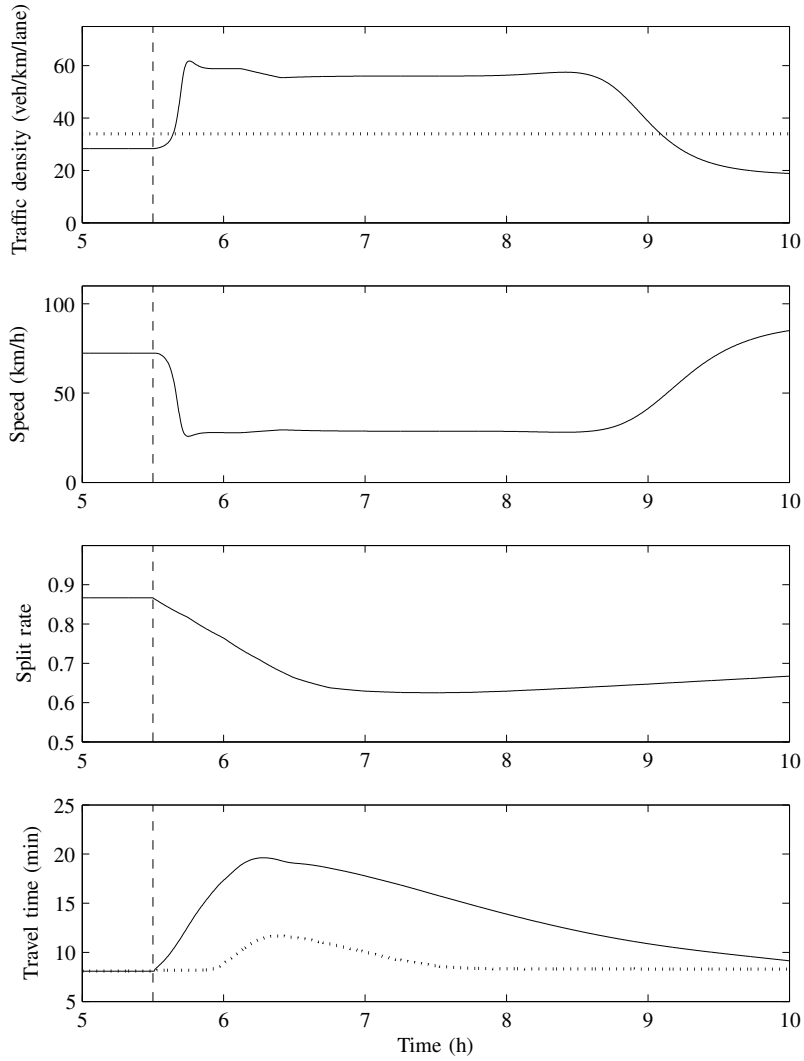 Traffic density (veh/km/lane)
60
40
20
0
5 6 7 8 9 10
Speed (km/h)
100
50
0
5 6 7 8 9 10
Split rate
0.9
0.8
0.7
0.6
0.5
5 6 7 8 9 10
Travel time (min)
25
20
15
10
5
5 6 7 8 9 10
Time (h)